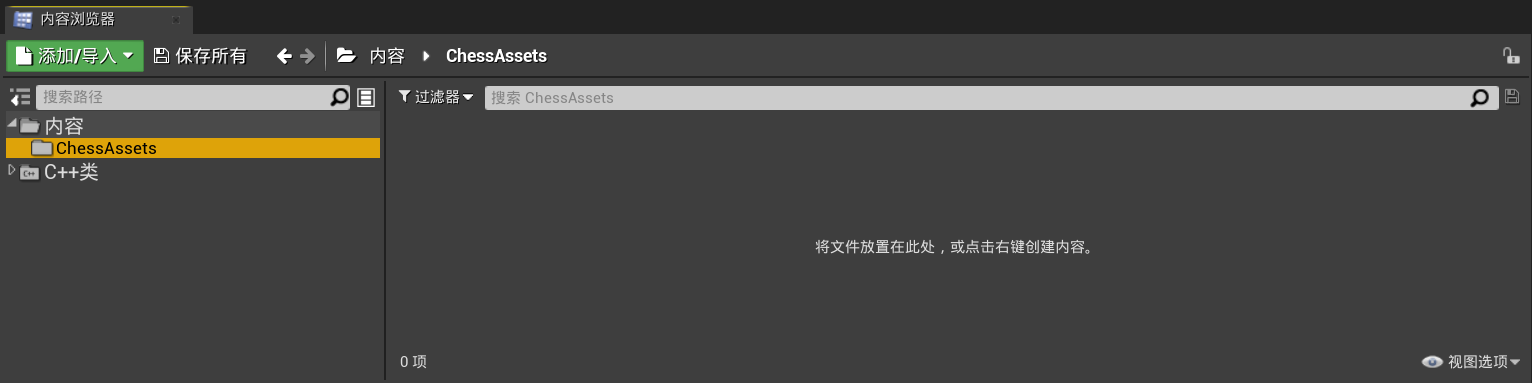 内容浏览器
添加/导入 保存所有 内容 ChessAssets
搜索路径 过滤器 搜索 ChessAssets
内容
ChessAssets
C++ C++类
将文件放置在此处，或点击右键创建内容。
0 项 视图选项